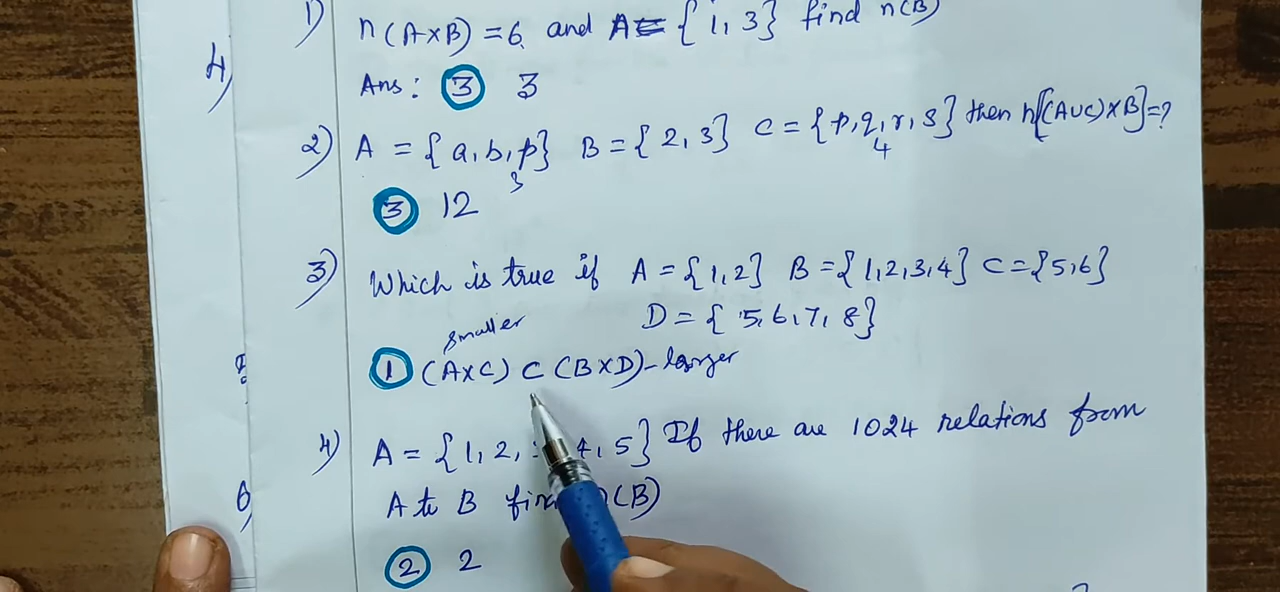 1) n(A×B) = 6 and A = {1, 3} find n(B)
4)
Ans : 3 3
2) A = {a, b, p} B = {2, 3} C = {p, q, r, s} then n[(A∪C)×B] = ?
3 4
3 12
3) Which is true if A = {1, 2} B = {1, 2, 3, 4} C = {5, 6}
D = {5, 6, 7, 8}
smaller
1 (A×C) ⊂ (B×D) - larger
4) A = {1, 2, 4, 5} If there are 1024 relations from
6) A to B n(B)
2 2